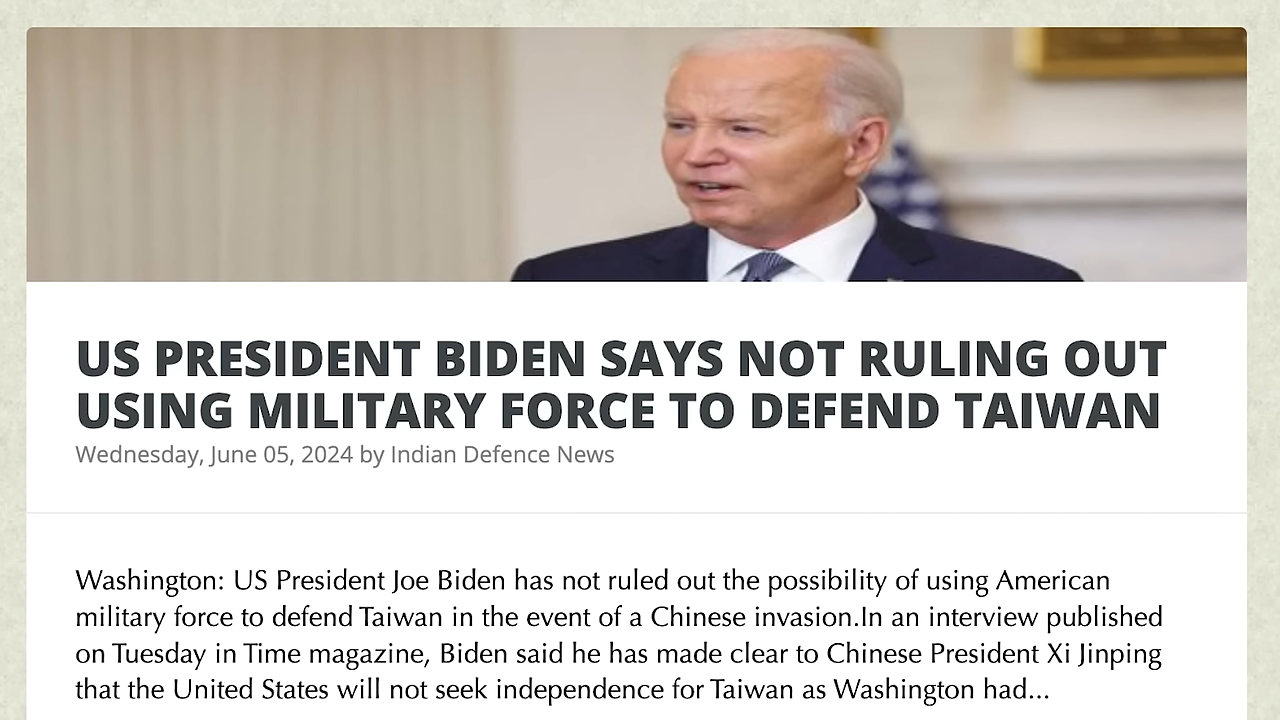 US PRESIDENT BIDEN SAYS NOT RULING OUT
USING MILITARY FORCE TO DEFEND TAIWAN
Wednesday, June 05, 2024 by Indian Defence News
Washington: US President Joe Biden has not ruled out the possibility of using American
military force to defend Taiwan in the event of a Chinese invasion.In an interview published
on Tuesday in Time magazine, Biden said he has made clear to Chinese President Xi Jinping
that the United States will not seek independence for Taiwan as Washington had...